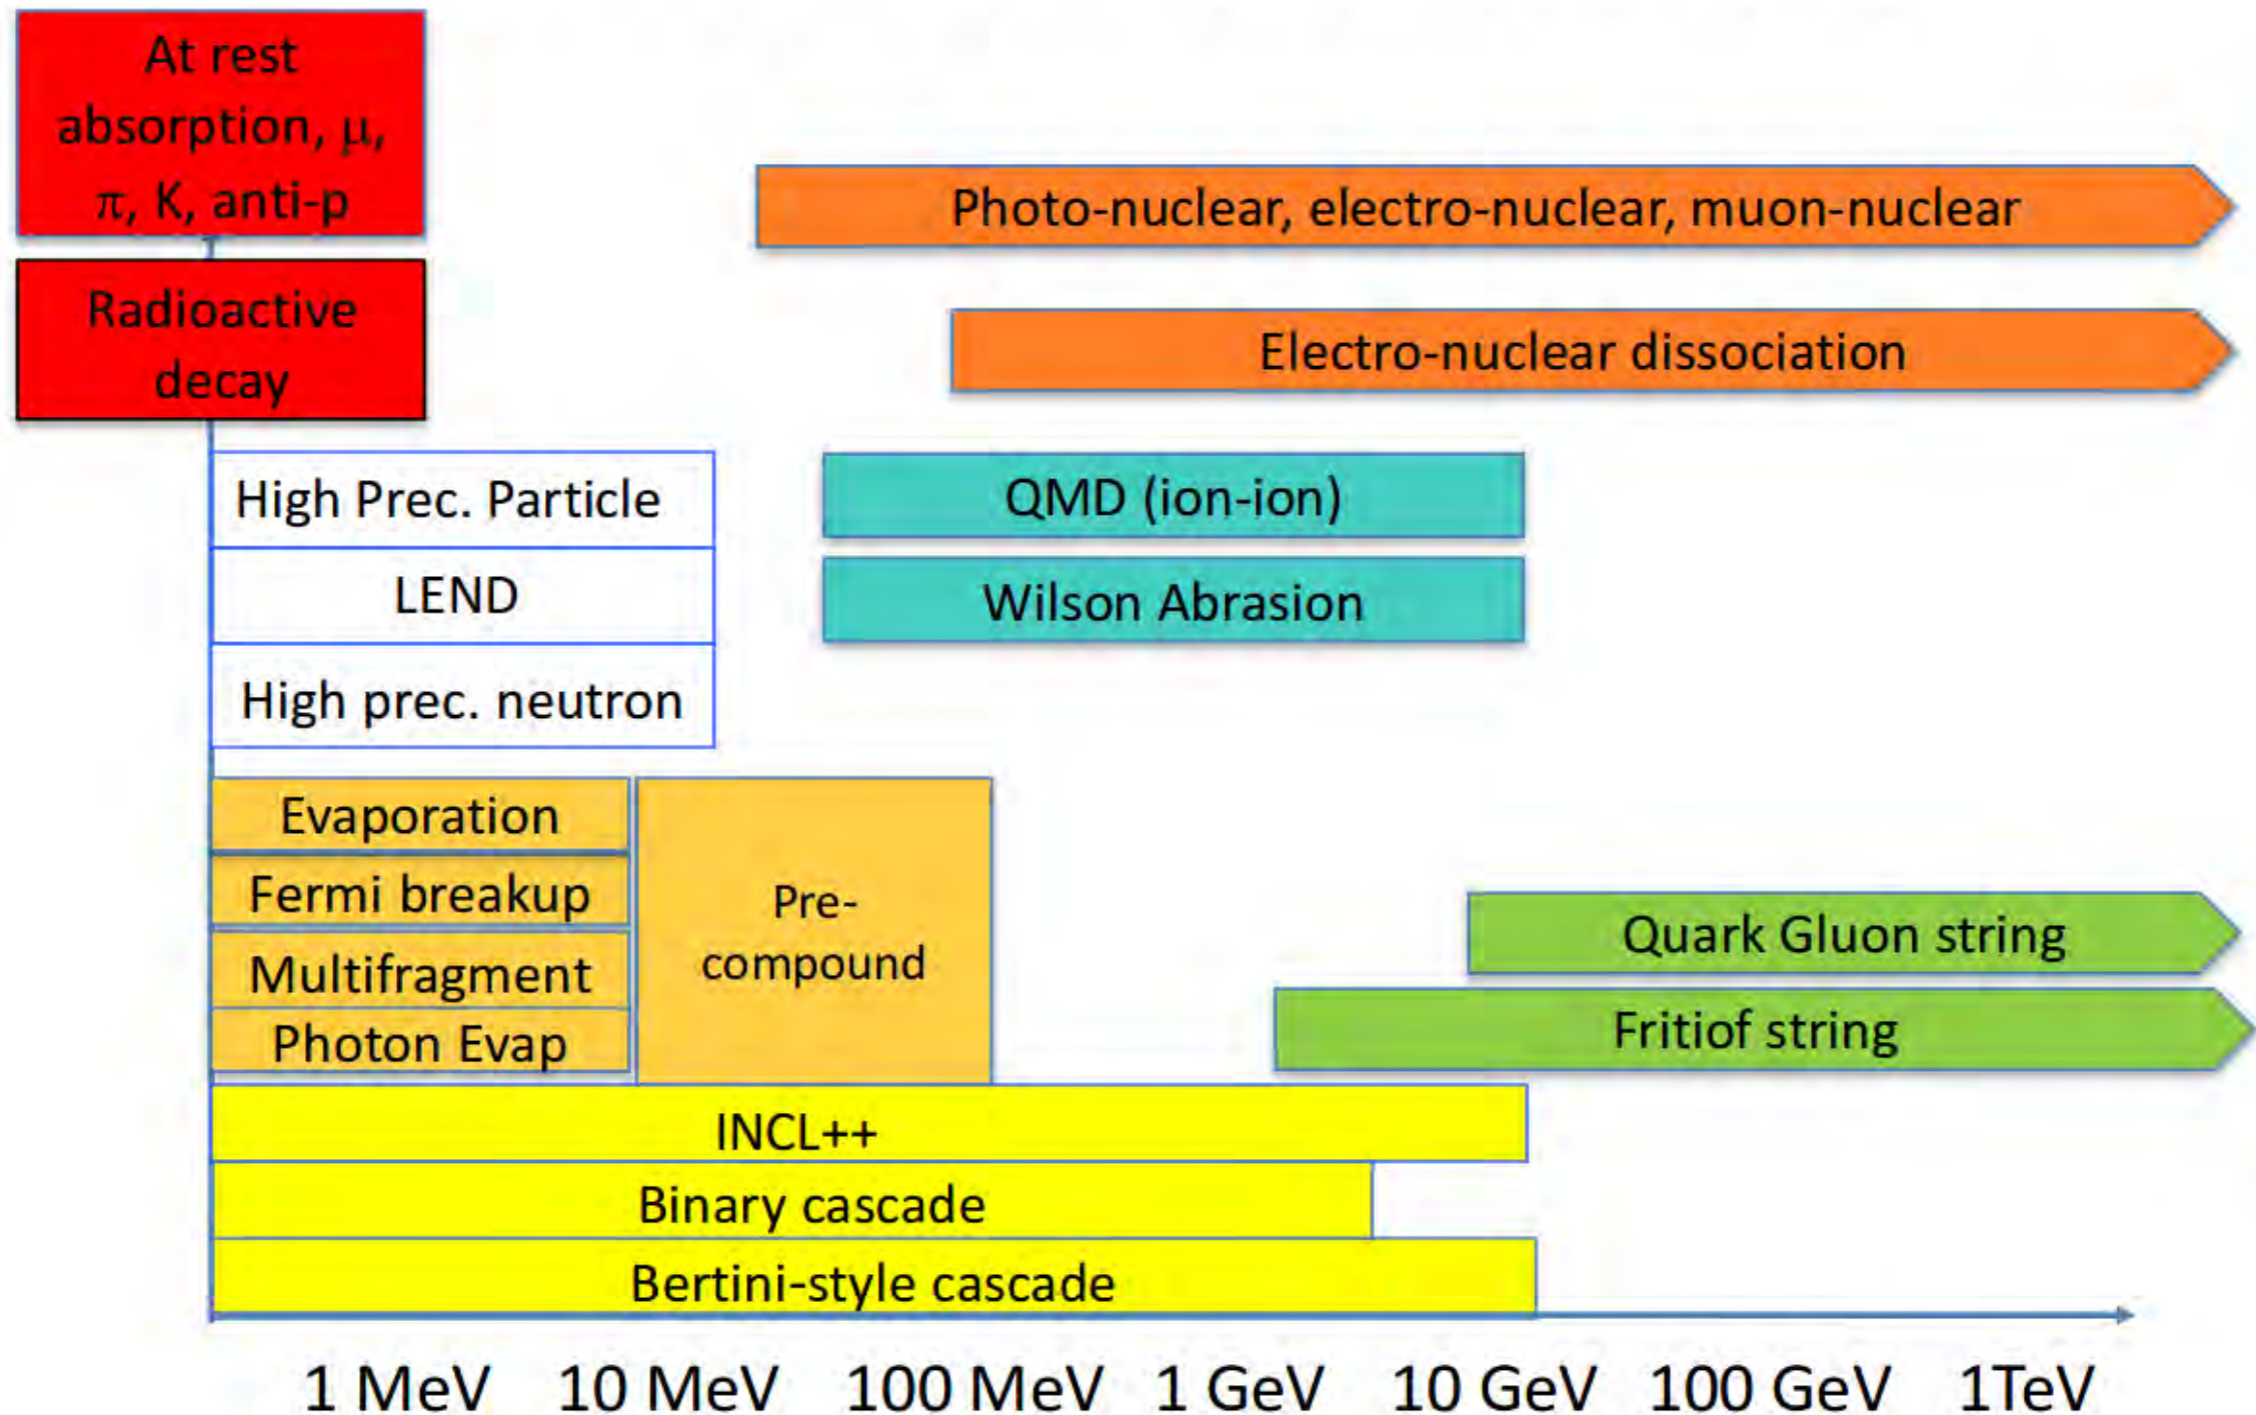 At rest
absorption, μ,
π, K, anti-p
Photo-nuclear, electro-nuclear, muon-nuclear
Radioactive
decay
Electro-nuclear dissociation
High Prec. Particle
QMD (ion-ion)
LEND
Wilson Abrasion
High prec. neutron
Evaporation
Fermi breakup
Multifragment
Photon Evap
Pre-
compound
Quark Gluon string
Fritiof string
INCL++
Binary cascade
Bertini-style cascade
1 MeV 10 MeV 100 MeV 1 GeV 10 GeV 100 GeV 1TeV